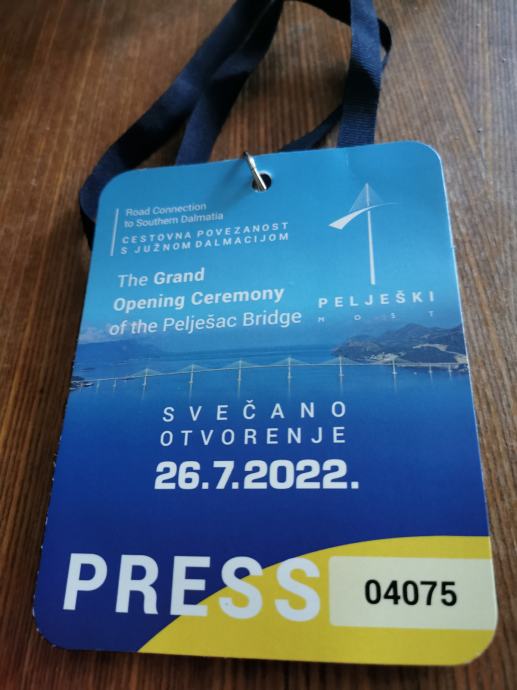 Road Connection
to Southern Dalmatia
CESTOVNA POVEZANOST
S JUŽNOM DALMACIJOM
The Grand
Opening Ceremony
of the Pelješac Bridge
PELJEŠKI
MOST
SVEČANO
OTVORENJE
26.7.2022.
PRESS
04075